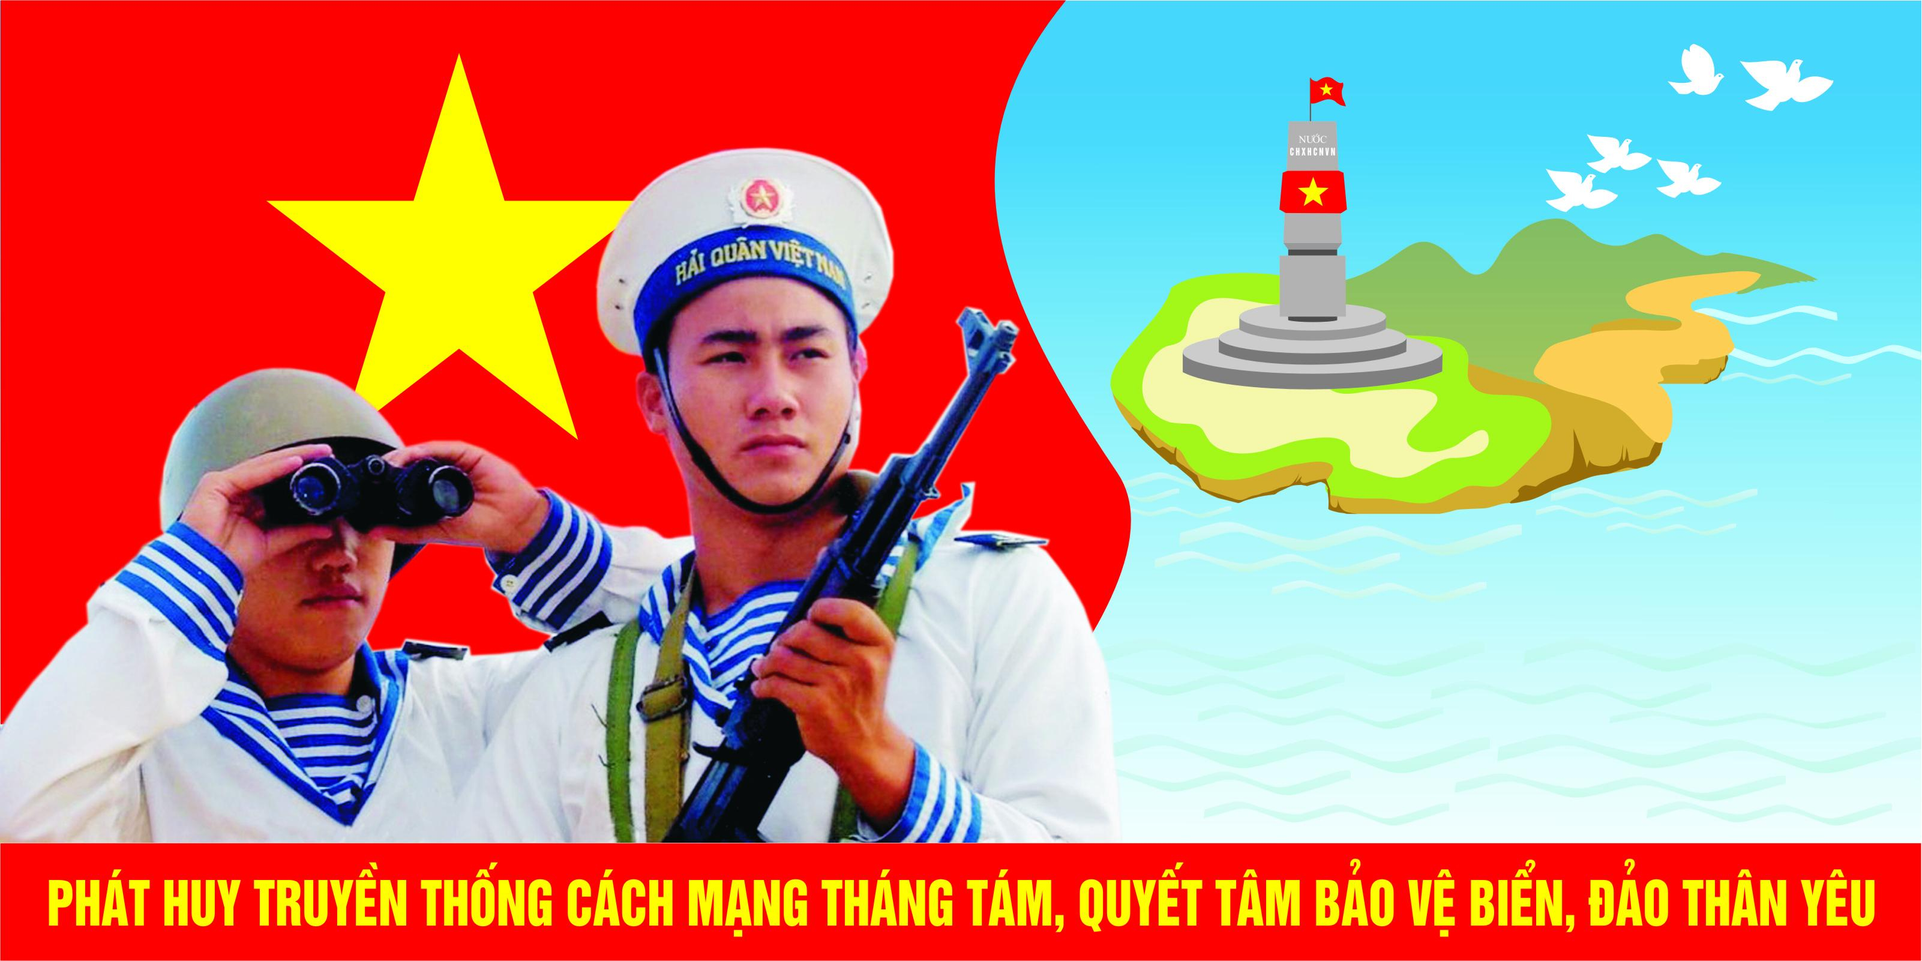 NƯỚC
CHXHCNVN
HẢI QUÂN VIỆT NAM
PHÁT HUY TRUYỀN THỐNG CÁCH MẠNG THÁNG TÁM, QUYẾT TÂM BẢO VỆ BIỂN, ĐẢO THÂN YÊU